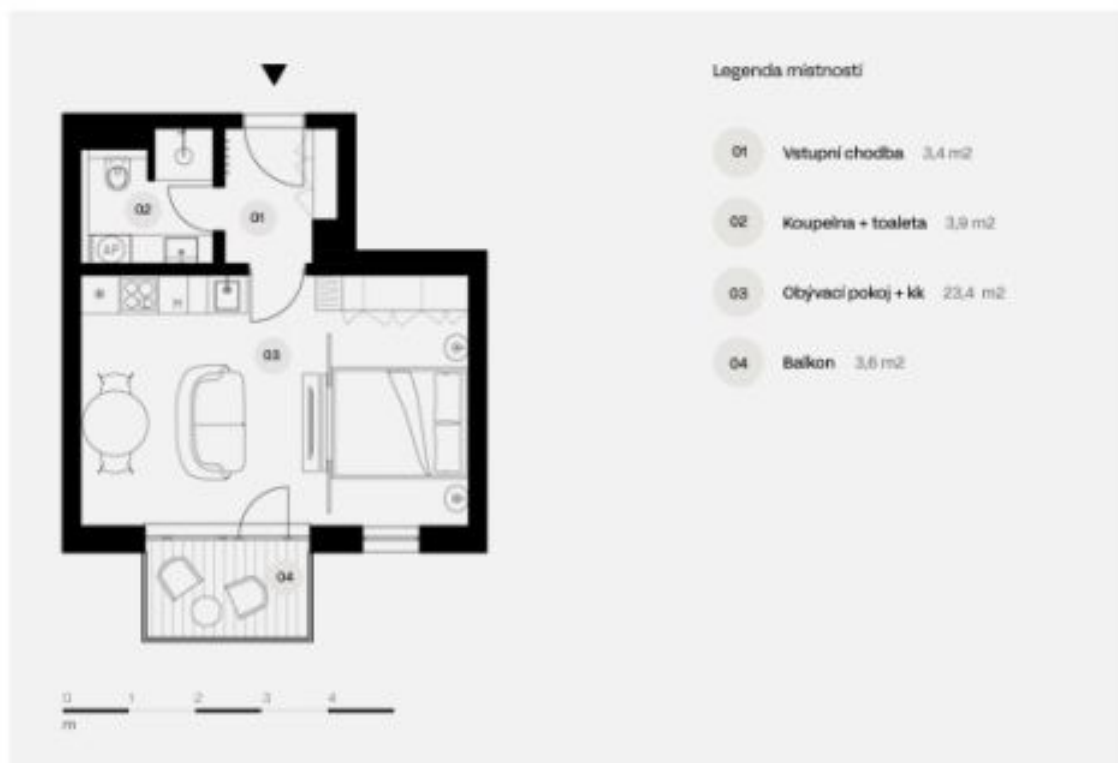 Legenda místností
01 Vstupní chodba 3,4 m2
02 Koupelna + toaleta 3,9 m2
03 Obývací pokoj + kk 23,4 m2
04 Balkon 3,6 m2
02
01
AP
M
03
04
0 1 2 3 4
m